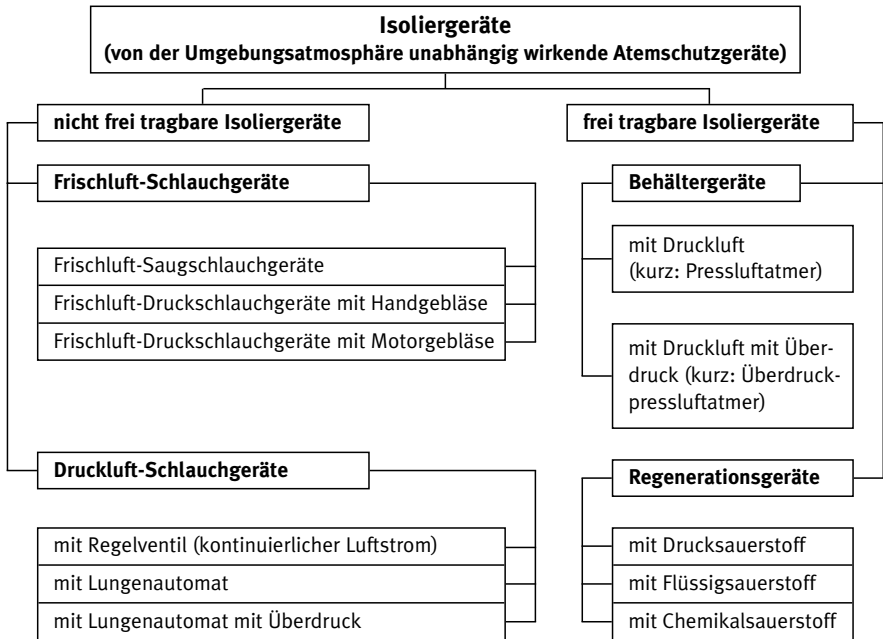 Isoliergeräte
(von der Umgebungsatmosphäre unabhängig wirkende Atemschutzgeräte)
nicht frei tragbare Isoliergeräte
Frischluft-Schlauchgeräte
Frischluft-Saugschlauchgeräte
Frischluft-Druckschlauchgeräte mit Handgebläse
Frischluft-Druckschlauchgeräte mit Motorgebläse
Druckluft-Schlauchgeräte
mit Regelventil (kontinuierlicher Luftstrom)
mit Lungenautomat
mit Lungenautomat mit Überdruck
frei tragbare Isoliergeräte
Behältergeräte
mit Druckluft
(kurz: Pressluftatmer)
mit Druckluft mit Über-
druck (kurz: Überdruck-
pressluftatmer)
Regenerationsgeräte
mit Drucksauerstoff
mit Flüssigsauerstoff
mit Chemikalsauerstoff